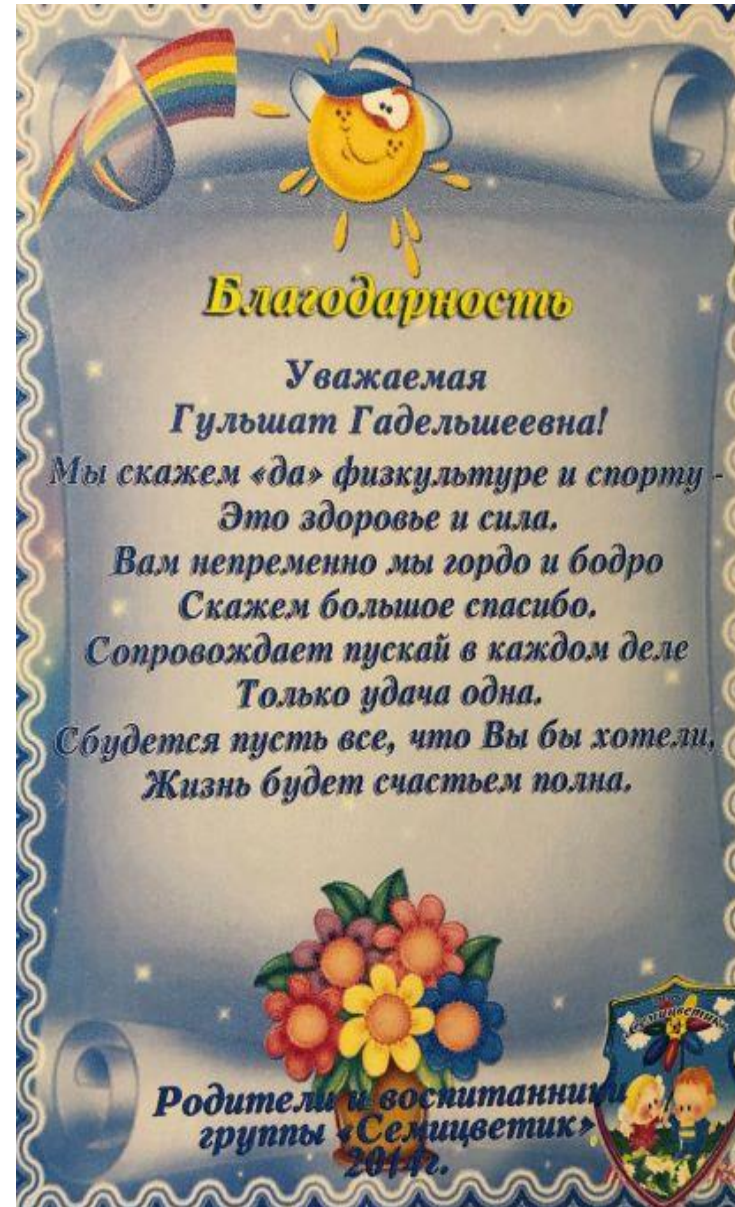 Благодарность
Уважаемая
Гульшат Гадельшеевна!
Мы скажем «да» физкультуре и спорту -
Это здоровье и сила.
Вам непременно мы гордо и бодро
Скажем большое спасибо.
Сопровождает пускай в каждом деле
Только удача одна.
Сбудется пусть все, что Вы бы хотели,
Жизнь будет счастьем полна.
Родители и воспитанники
группы «Семицветик»
2014г.
Семицветик